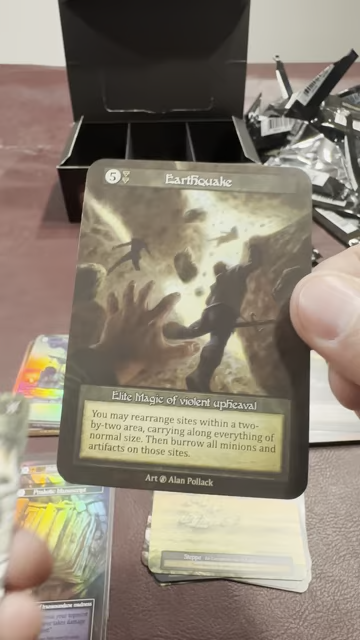 5
Earthquake
Elite Magic of violent upheaval
You may rearrange sites within a two-
by-two area, carrying along everything of
normal size. Then burrow all minions and
artifacts on those sites.
Art Alan Pollack